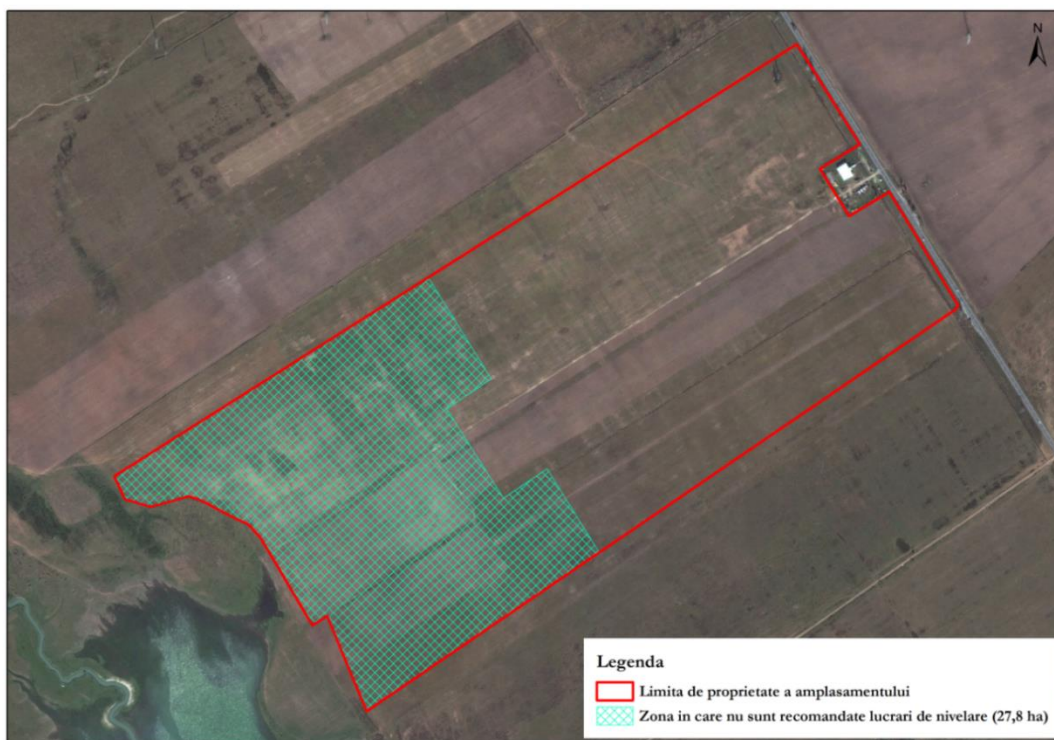 N
Legenda
Limita de proprietate a amplasamentului
Zona in care nu sunt recomandate lucrari de nivelare (27,8 ha)